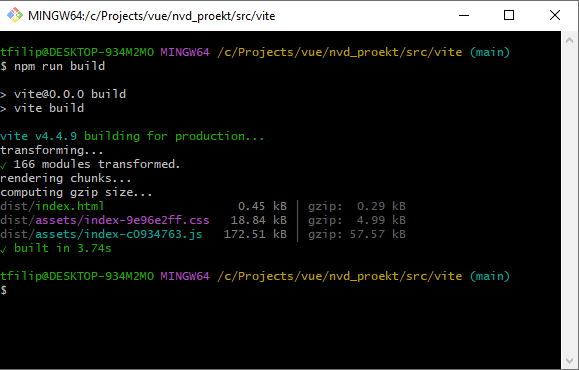 MINGW64:/c/Projects/vue/nvd_proekt/src/vite
tfilip@DESKTOP-934M2MO MINGW64 /c/Projects/vue/nvd_proekt/src/vite (main)
$ npm run build
> vite@0.0.0 build
> vite build
vite v4.4.9 building for production...
transforming...
✓ 166 modules transformed.
rendering chunks...
computing gzip size...
dist/index.html 0.45 kB │ gzip: 0.29 kB
dist/assets/index-9e96e2ff.css 18.84 kB │ gzip: 4.99 kB
dist/assets/index-c0934763.js 172.51 kB │ gzip: 57.57 kB
✓ built in 3.74s
tfilip@DESKTOP-934M2MO MINGW64 /c/Projects/vue/nvd_proekt/src/vite (main)
$